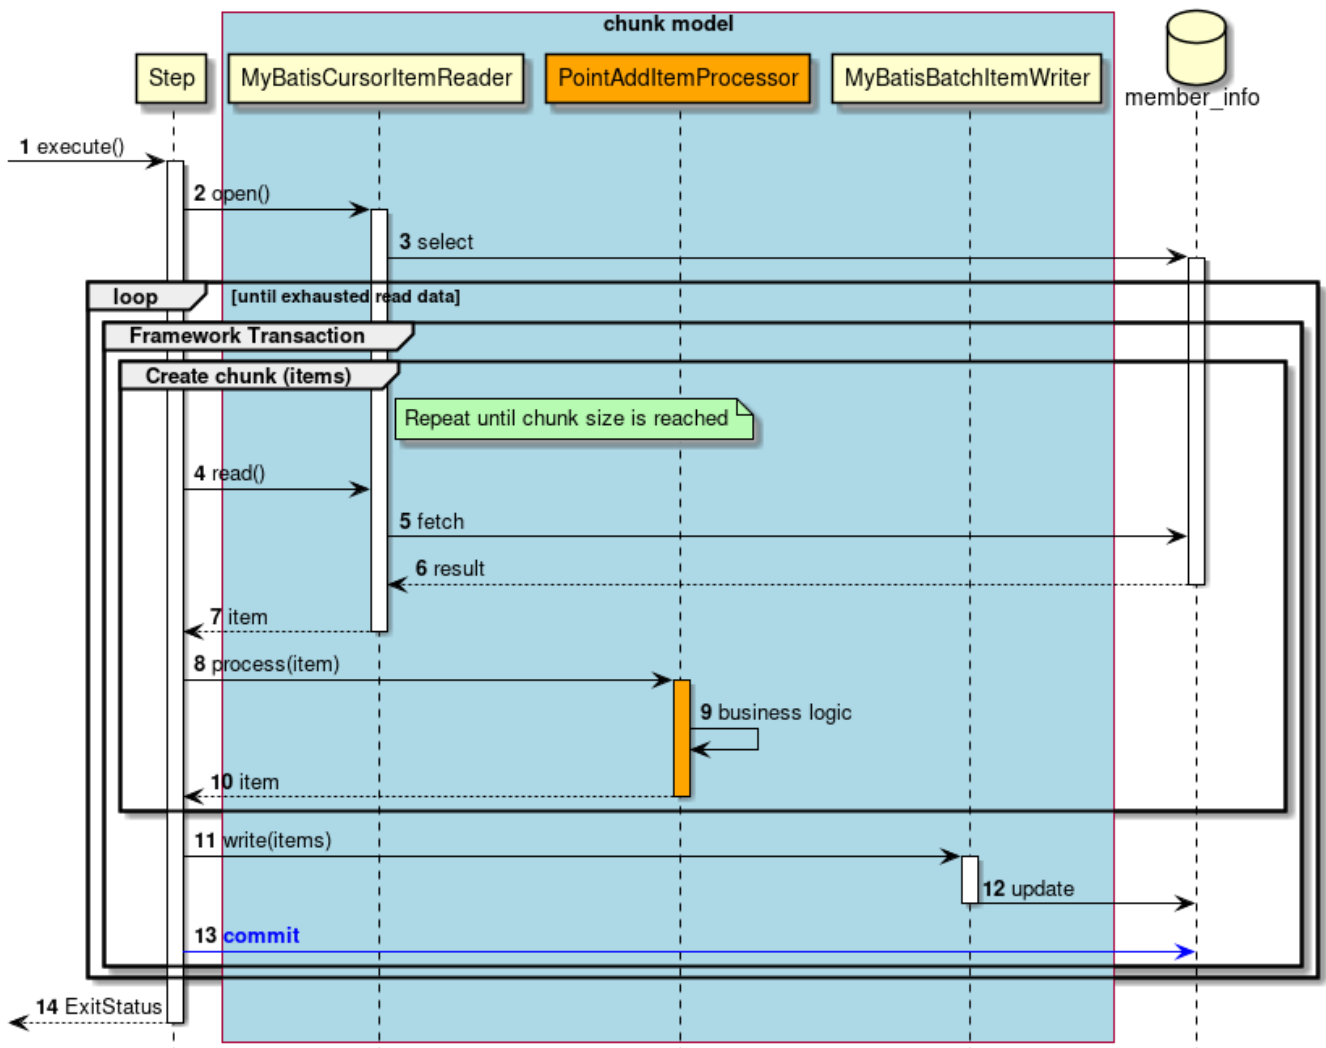 chunk model
Step
MyBatisCursorItemReader
PointAddItemProcessor
MyBatisBatchItemWriter
member_info
1 execute()
2 open()
3 select
loop
[until exhausted read data]
Framework Transaction
Create chunk (items)
Repeat until chunk size is reached
4 read()
5 fetch
6 result
7 item
8 process(item)
9 business logic
10 item
11 write(items)
12 update
13 commit
14 ExitStatus